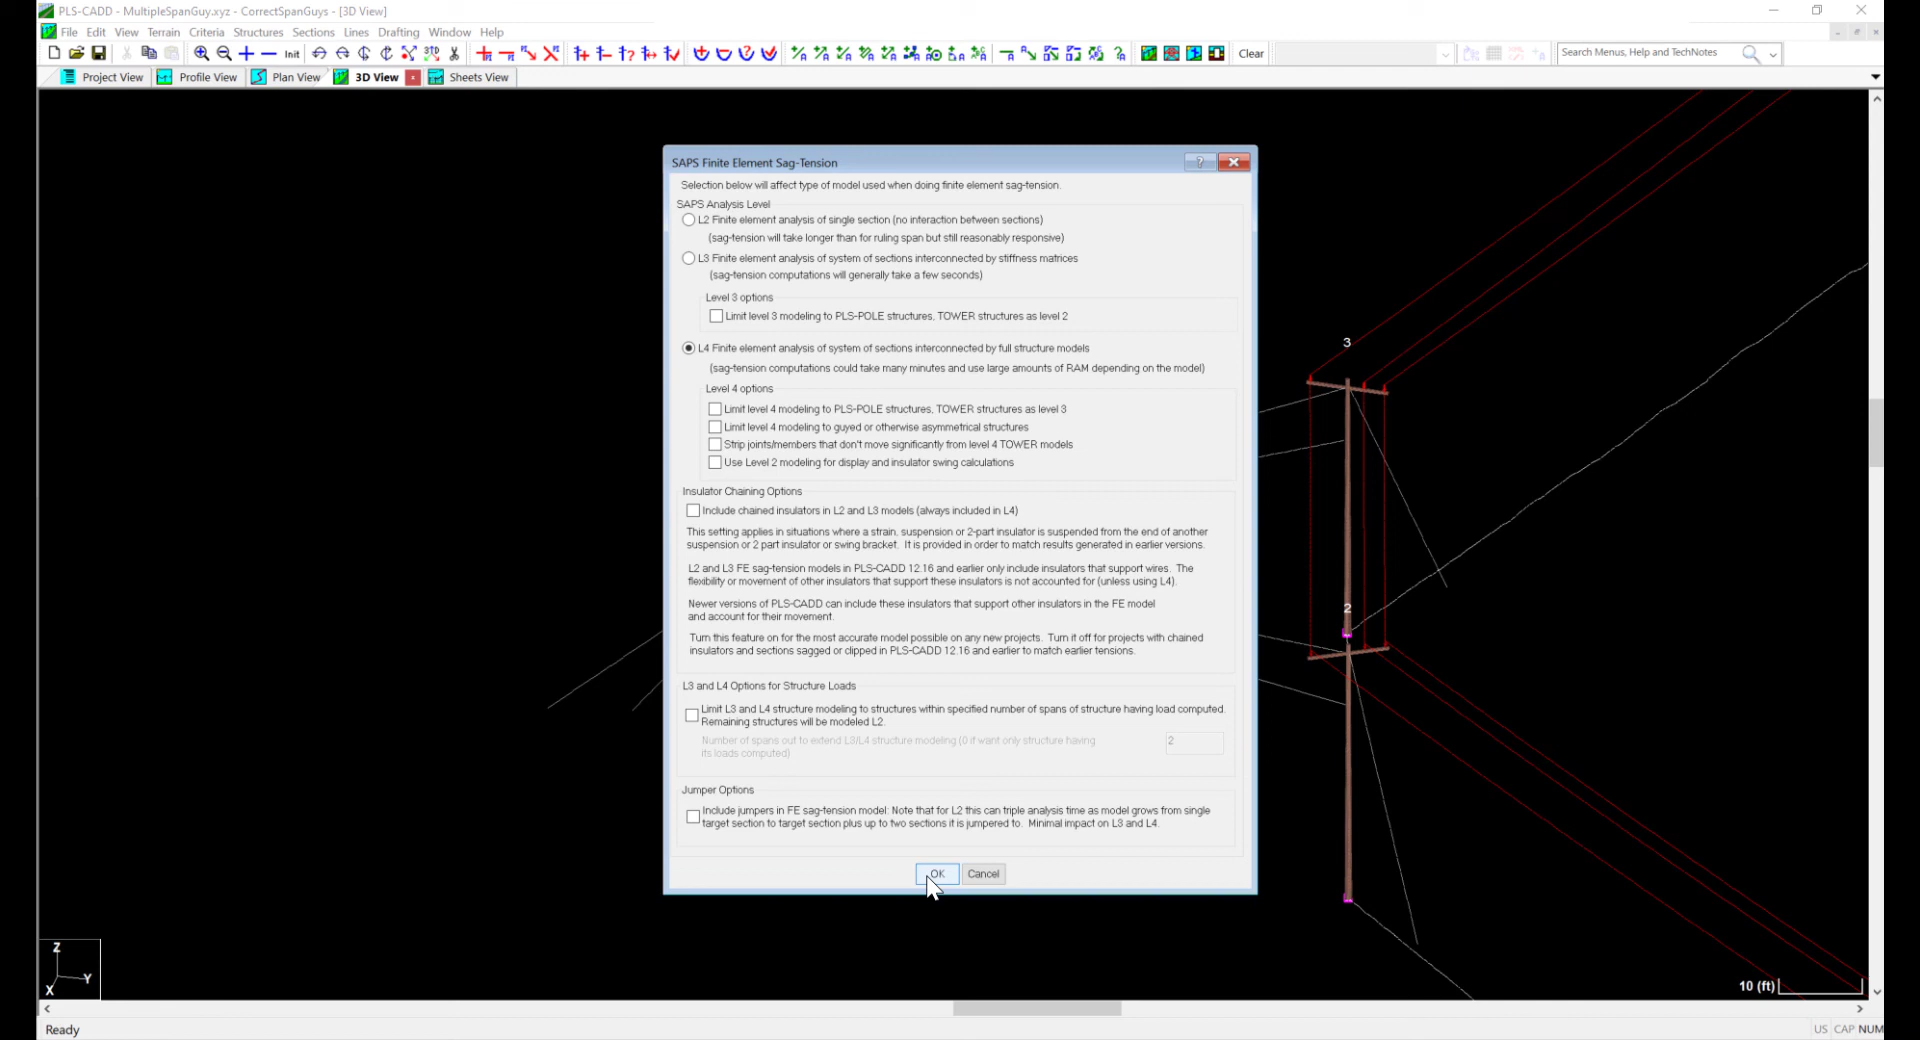 PLS-CADD - MultipleSpanGuy.xyz - CorrectSpanGuys - [3D View]
File Edit View Terrain Criteria Structures Sections Lines Drafting Window Help
Init 3D Clear Search Menus, Help and TechNotes
Project View Profile View Plan View 3D View Sheets View
SAPS Finite Element Sag-Tension
Selection below will affect type of model used when doing finite element sag-tension.
SAPS Analysis Level
L2 Finite element analysis of single section (no interaction between sections)
(sag-tension will take longer than for ruling span but still reasonably responsive)
L3 Finite element analysis of system of sections interconnected by stiffness matrices
(sag-tension computations will generally take a few seconds)
Level 3 options
Limit level 3 modeling to PLS-POLE structures, TOWER structures as level 2
L4 Finite element analysis of system of sections interconnected by full structure models
(sag-tension computations could take many minutes and use large amounts of RAM depending on the model)
Level 4 options
Limit level 4 modeling to PLS-POLE structures, TOWER structures as level 3
Limit level 4 modeling to guyed or otherwise asymmetrical structures
Strip joints/members that don't move significantly from level 4 TOWER models
Use Level 2 modeling for display and insulator swing calculations
Insulator Chaining Options
Include chained insulators in L2 and L3 models (always included in L4)
This setting applies in situations where a strain, suspension or 2-part insulator is suspended from the end of another
suspension or 2 part insulator or swing bracket. It is provided in order to match results generated in earlier versions.
L2 and L3 FE sag-tension models in PLS-CADD 12.16 and earlier only include insulators that support wires. The
flexibility or movement of other insulators that support these insulators is not accounted for (unless using L4).
Newer versions of PLS-CADD can include these insulators that support other insulators in the FE model
and account for their movement.
Turn this feature on for the most accurate model possible on any new projects. Turn it off for projects with chained
insulators and sections sagged or clipped in PLS-CADD 12.16 and earlier to match earlier tensions.
L3 and L4 Options for Structure Loads
Limit L3 and L4 structure modeling to structures within specified number of spans of structure having load computed.
Remaining structures will be modeled L2.
Number of spans out to extend L3/L4 structure modeling (0 if want only structure having
its loads computed)
2
Jumper Options
Include jumpers in FE sag-tension model: Note that for L2 this can triple analysis time as model grows from single
target section to target section plus up to two sections it is jumpered to. Minimal impact on L3 and L4.
OK Cancel
3
2
Z
Y
X
10 (ft)
Ready
US CAP NUM